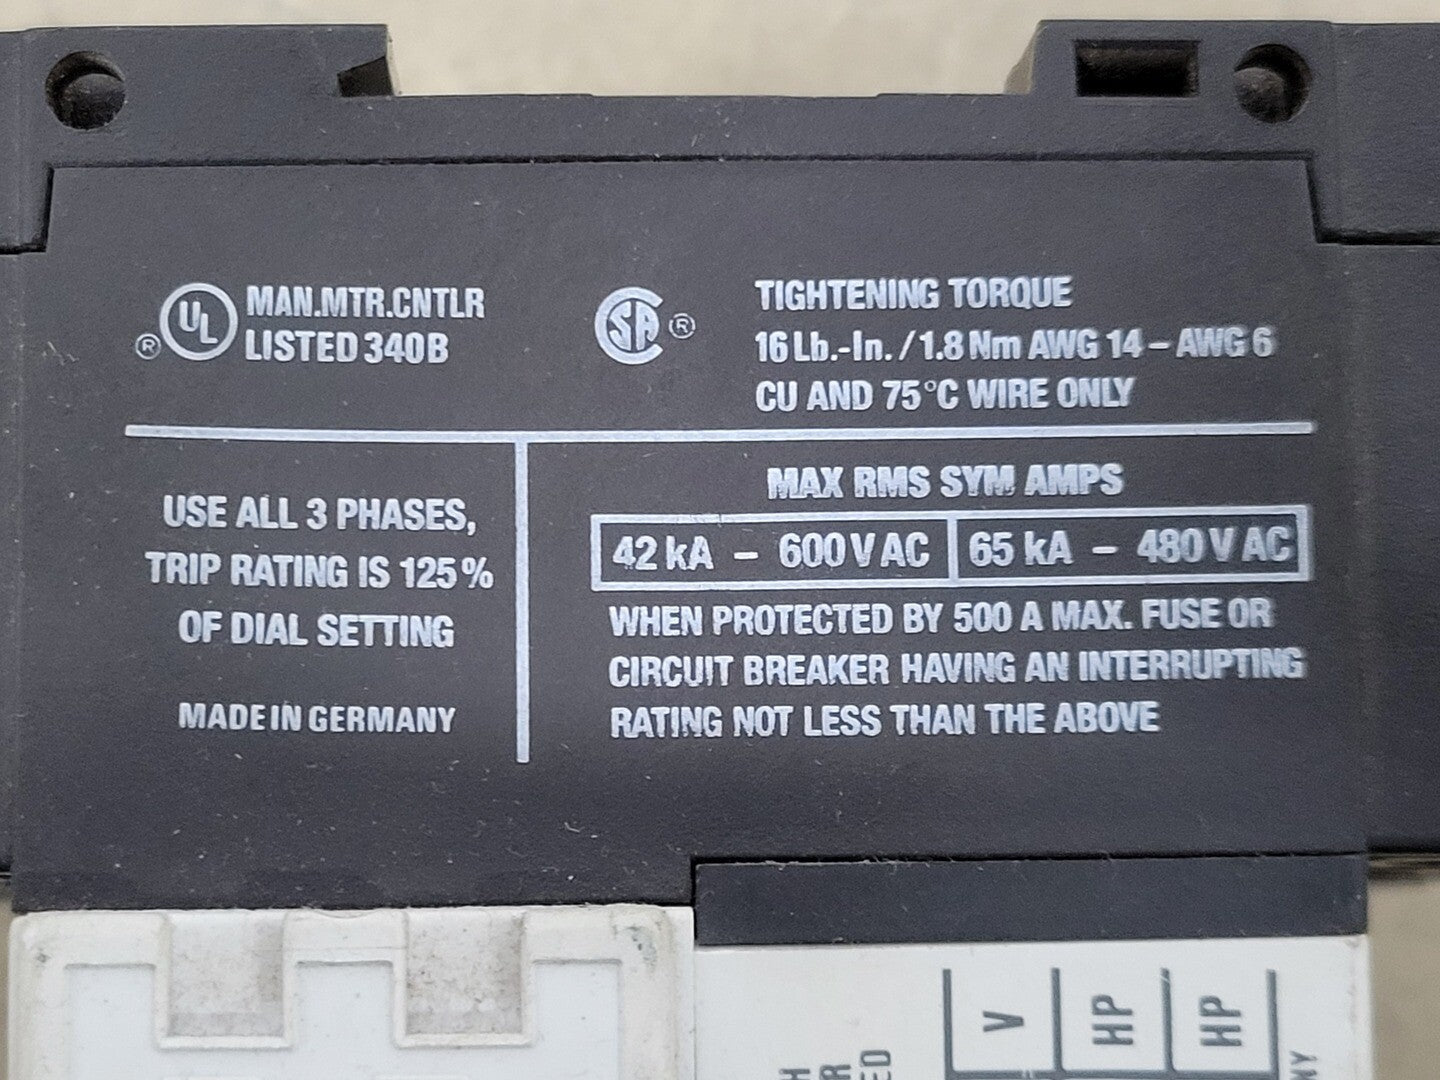 ® UL MAN.MTR.CNTLR
LISTED 340B
SA ®
TIGHTENING TORQUE
16 Lb.-In. / 1.8 Nm AWG 14 – AWG 6
CU AND 75°C WIRE ONLY
USE ALL 3 PHASES,
TRIP RATING IS 125%
OF DIAL SETTING
MADE IN GERMANY
MAX RMS SYM AMPS
42 kA – 600 V AC 65 kA – 480 V AC
WHEN PROTECTED BY 500 A MAX. FUSE OR
CIRCUIT BREAKER HAVING AN INTERRUPTING
RATING NOT LESS THAN THE ABOVE
V
HP
HP